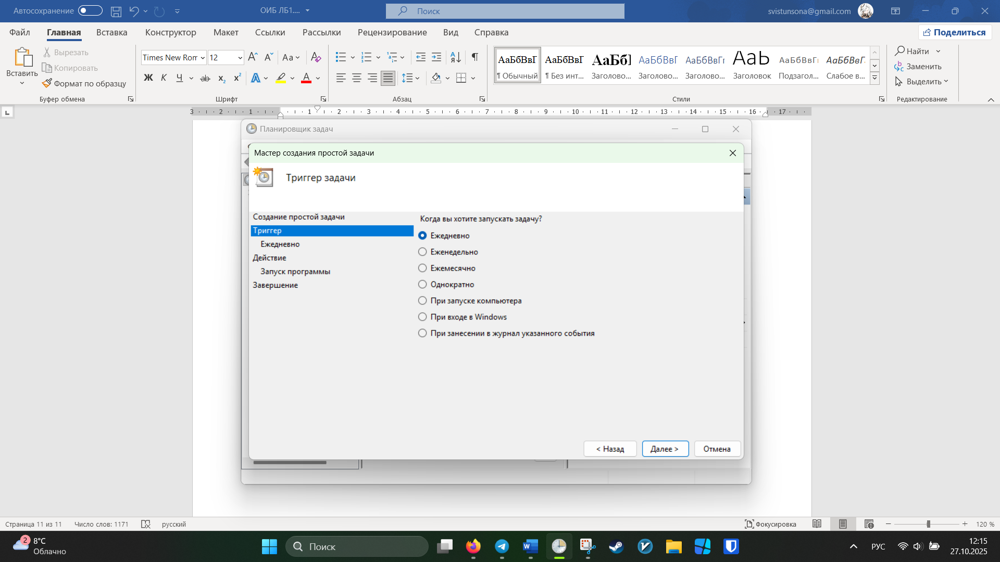 Автосохранение
ОИБ ЛБ1....
Поиск
svistunsona@gmail.com
Файл
Главная
Вставка
Конструктор
Макет
Ссылки
Рассылки
Рецензирование
Вид
Справка
Поделиться
Вставить
Вырезать
Копировать
Формат по образцу
Буфер обмена
Times New Rom
12
Шрифт
Абзац
АаБбВвГ
¶ Обычный
АаБбВвГ
¶ Без инт...
АаБб
Заголово...
АаБбВвГ
Заголово...
АаБбВвГг
Заголово...
АаЬ
Заголовок
АаБбВвГг
Подзагол...
АаБбВвГ
Слабое в...
Стили
Найти
Заменить
Выделить
Редактирование
3 2 1 1 2 3 4 5 6 7 8 9 10 11 12 13 14 15 16 17
Планировщик задач
Мастер создания простой задачи
Триггер задачи
Создание простой задачи
Триггер
Ежедневно
Действие
Запуск программы
Завершение
Когда вы хотите запускать задачу?
Ежедневно
Еженедельно
Ежемесячно
Однократно
При запуске компьютера
При входе в Windows
При занесении в журнал указанного события
< Назад
Далее >
Отмена
Страница 11 из 11
Число слов: 1171
русский
Фокусировка
120 %
2
8°C
Облачно
Поиск
РУС
12:15
27.10.2025